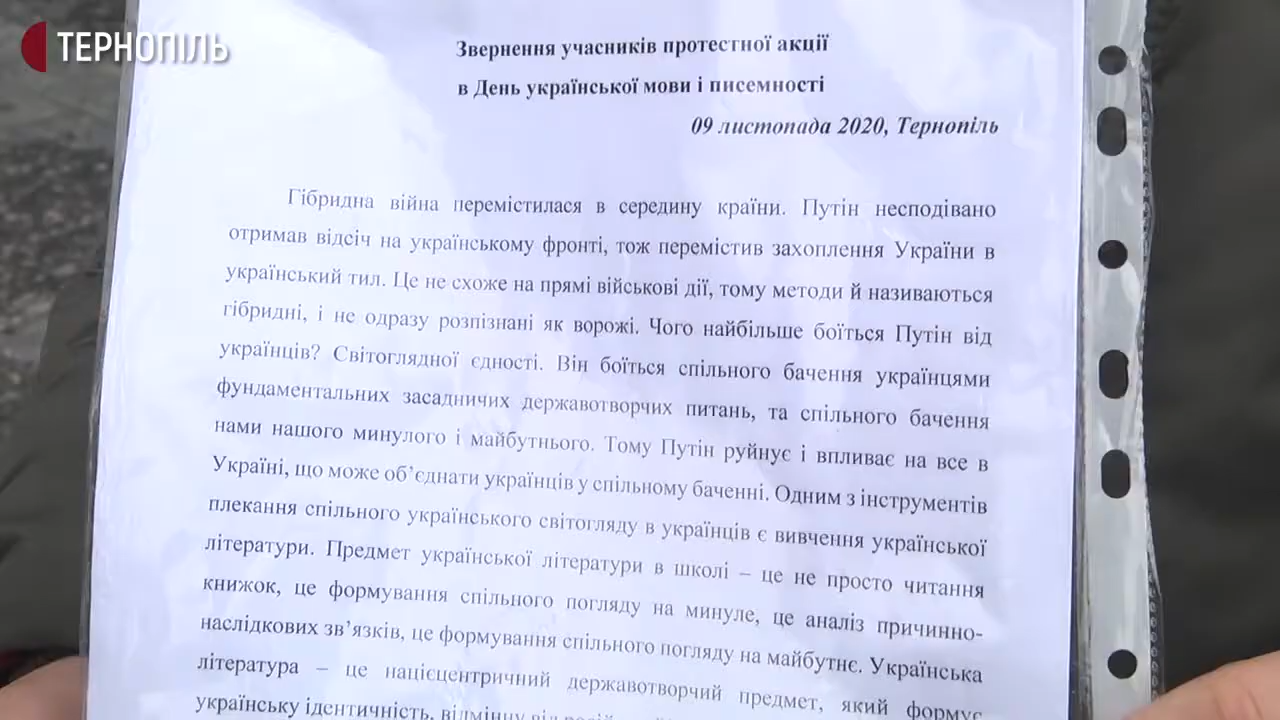 ТЕРНОПІЛЬ
Звернення учасників протестної акції
в День української мови і писемності
09 листопада 2020, Тернопіль
Гібридна війна перемістилася в середину країни. Путін несподівано
отримав відсіч на українському фронті, тож перемістив захоплення України в
український тил. Це не схоже на прямі військові дії, тому методи й називаються
гібридні, і не одразу розпізнані як ворожі. Чого найбільше боїться Путін від
українців? Світоглядної єдності. Він боїться спільного бачення українцями
фундаментальних засадничих державотворчих питань, та спільного бачення
нами нашого минулого і майбутнього. Тому Путін руйнує і впливає на все в
Україні, що може об’єднати українців у спільному баченні. Одним з інструментів
плекання спільного українського світогляду в українців є вивчення української
літератури. Предмет української літератури в школі – це не просто читання
книжок, це формування спільного погляду на минуле, це аналіз причинно-
наслідкових зв’язків, це формування спільного погляду на майбутнє. Українська
література – це націєцентричний державотворчий предмет, який формує
українську ідентичність, відмінну від